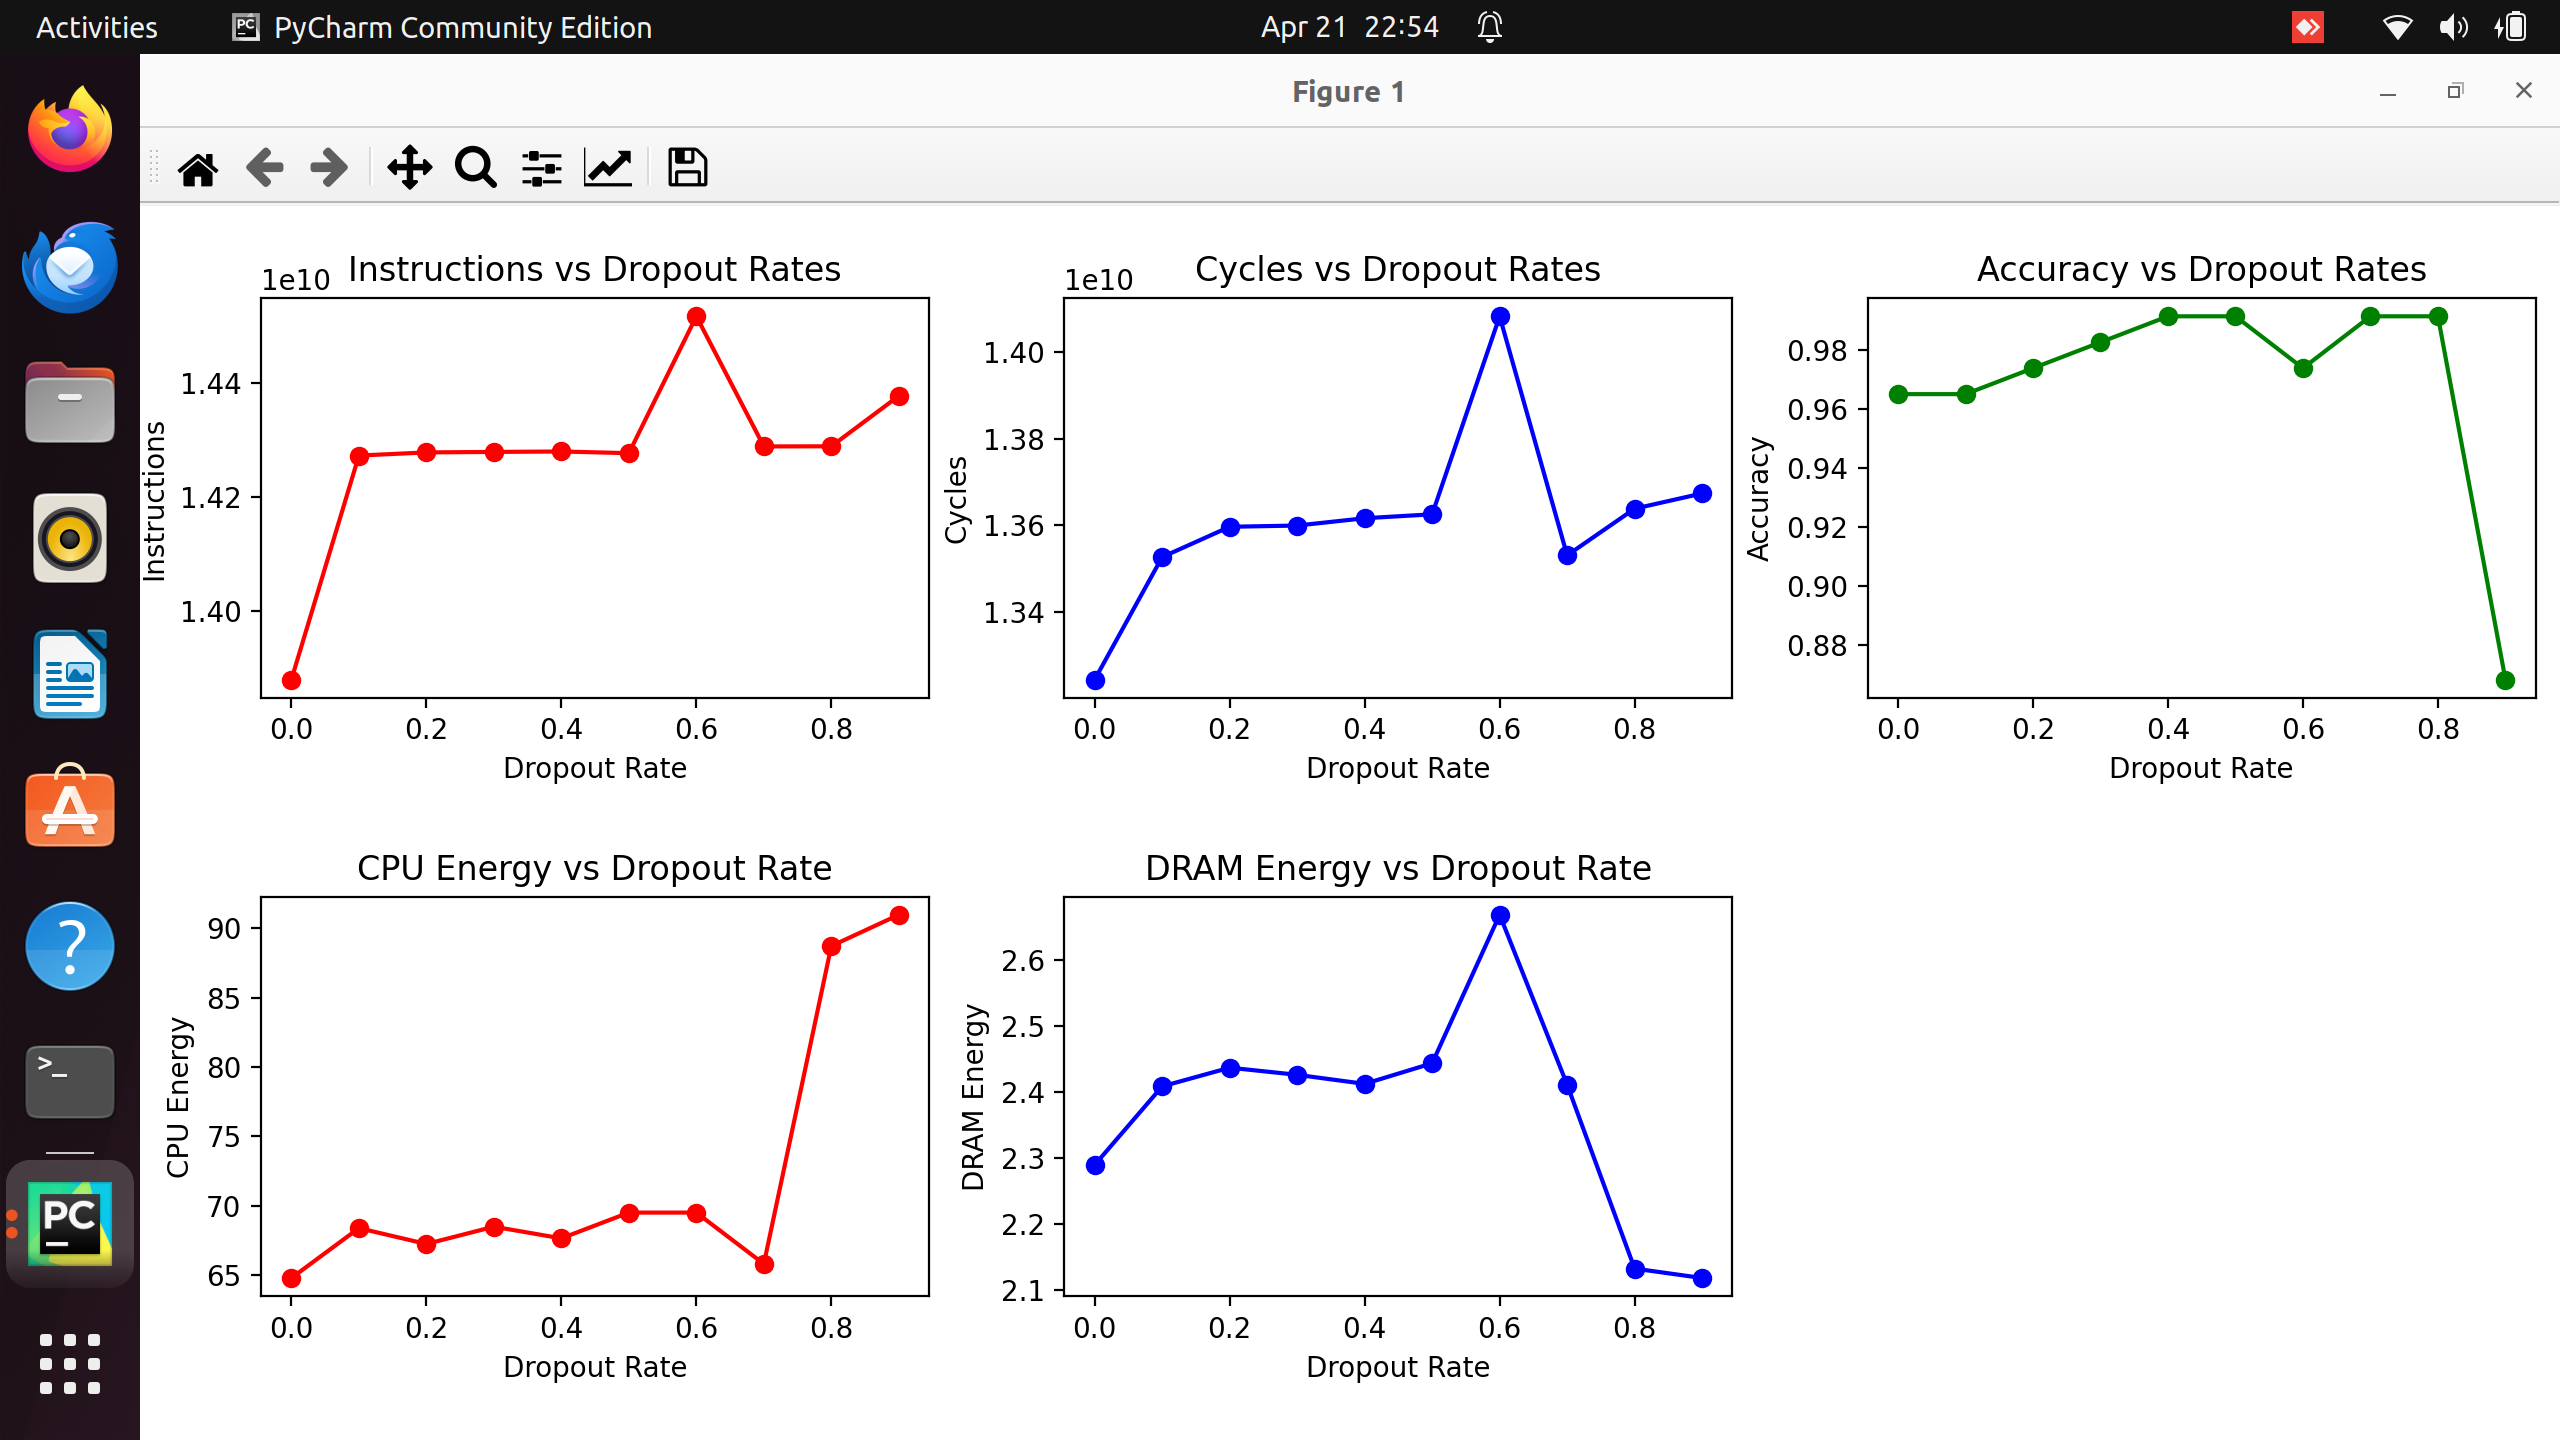 Activities PyCharm Community Edition Apr 21 22:54
Figure 1
1e10 Instructions vs Dropout Rates
Instructions
1.44
1.42
1.40
0.0 0.2 0.4 0.6 0.8
Dropout Rate
1e10 Cycles vs Dropout Rates
Cycles
1.40
1.38
1.36
1.34
0.0 0.2 0.4 0.6 0.8
Dropout Rate
Accuracy vs Dropout Rates
Accuracy
0.98
0.96
0.94
0.92
0.90
0.88
0.0 0.2 0.4 0.6 0.8
Dropout Rate
CPU Energy vs Dropout Rate
CPU Energy
90
85
80
75
70
65
0.0 0.2 0.4 0.6 0.8
Dropout Rate
DRAM Energy vs Dropout Rate
DRAM Energy
2.6
2.5
2.4
2.3
2.2
2.1
0.0 0.2 0.4 0.6 0.8
Dropout Rate
PC